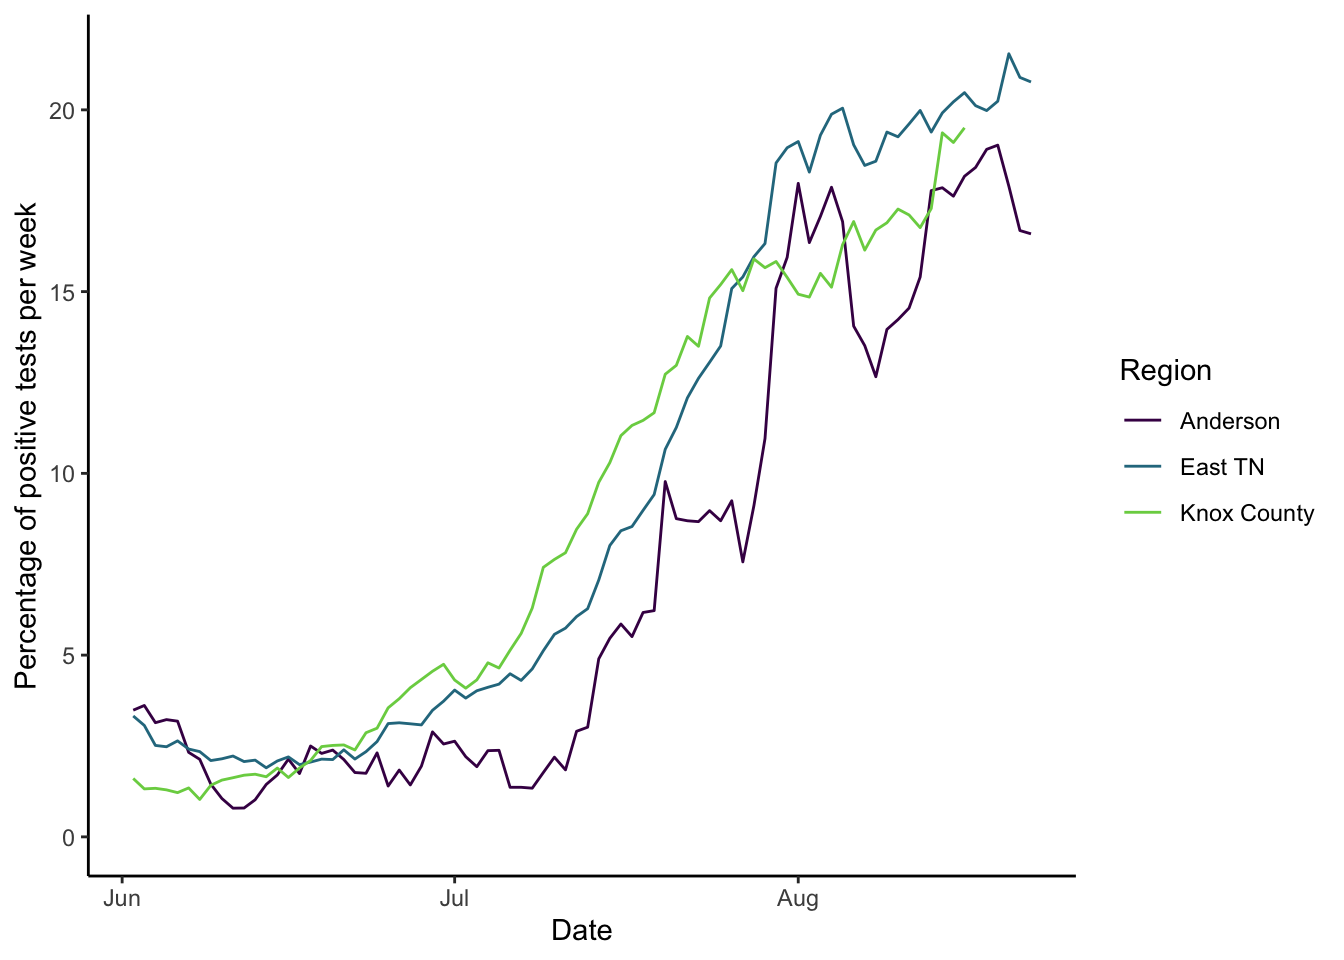 Percentage of positive tests per week
20
15
10
5
0
Jun
Jul
Aug
Date
Region
Anderson
East TN
Knox County